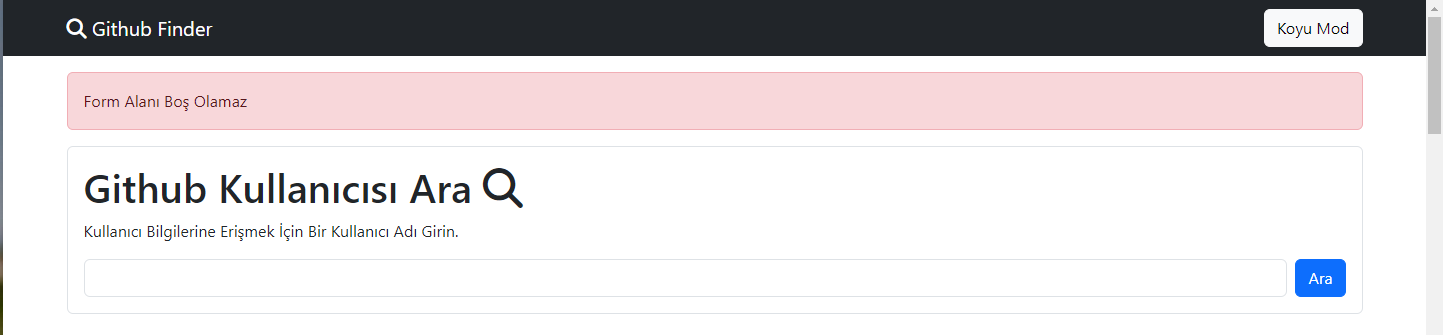 Github Finder
Koyu Mod
Form Alanı Boş Olamaz
Github Kullanıcısı Ara
Kullanıcı Bilgilerine Erişmek İçin Bir Kullanıcı Adı Girin.
Ara